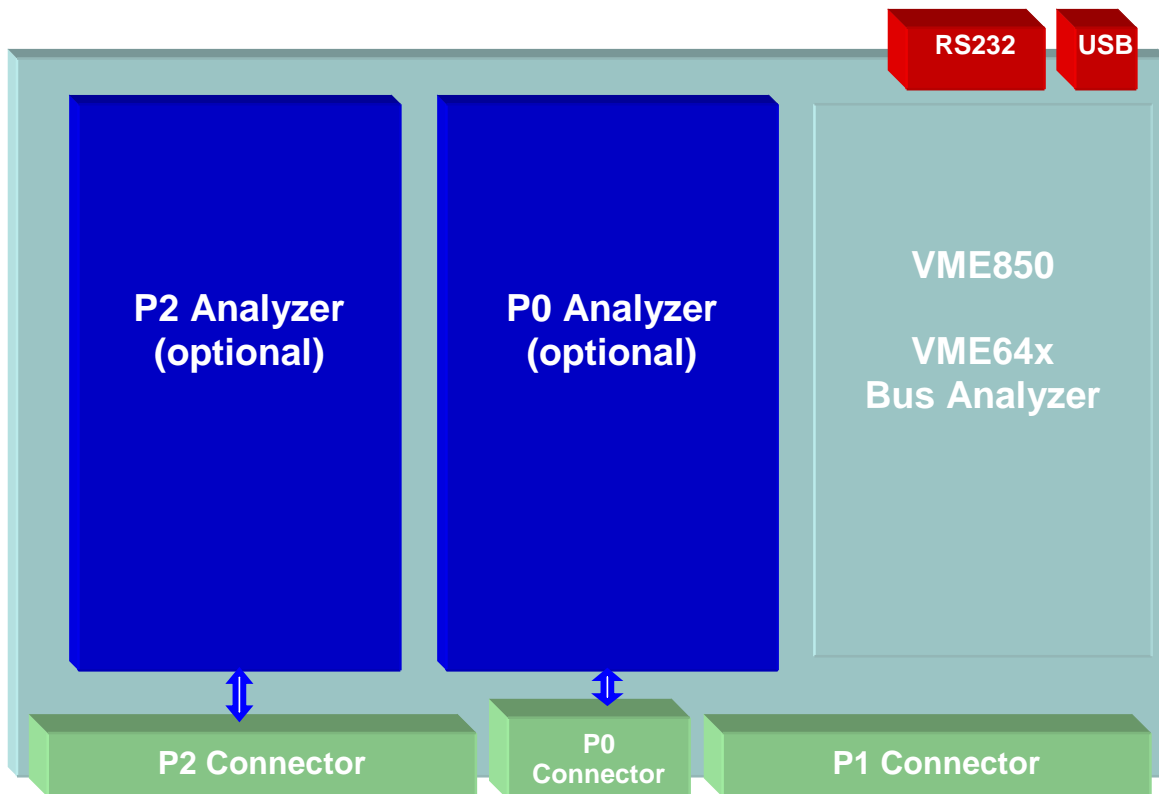 RS232
USB
P2 Analyzer
(optional)
P0 Analyzer
(optional)
VME850
VME64x
Bus Analyzer
P2 Connector
P0
Connector
P1 Connector